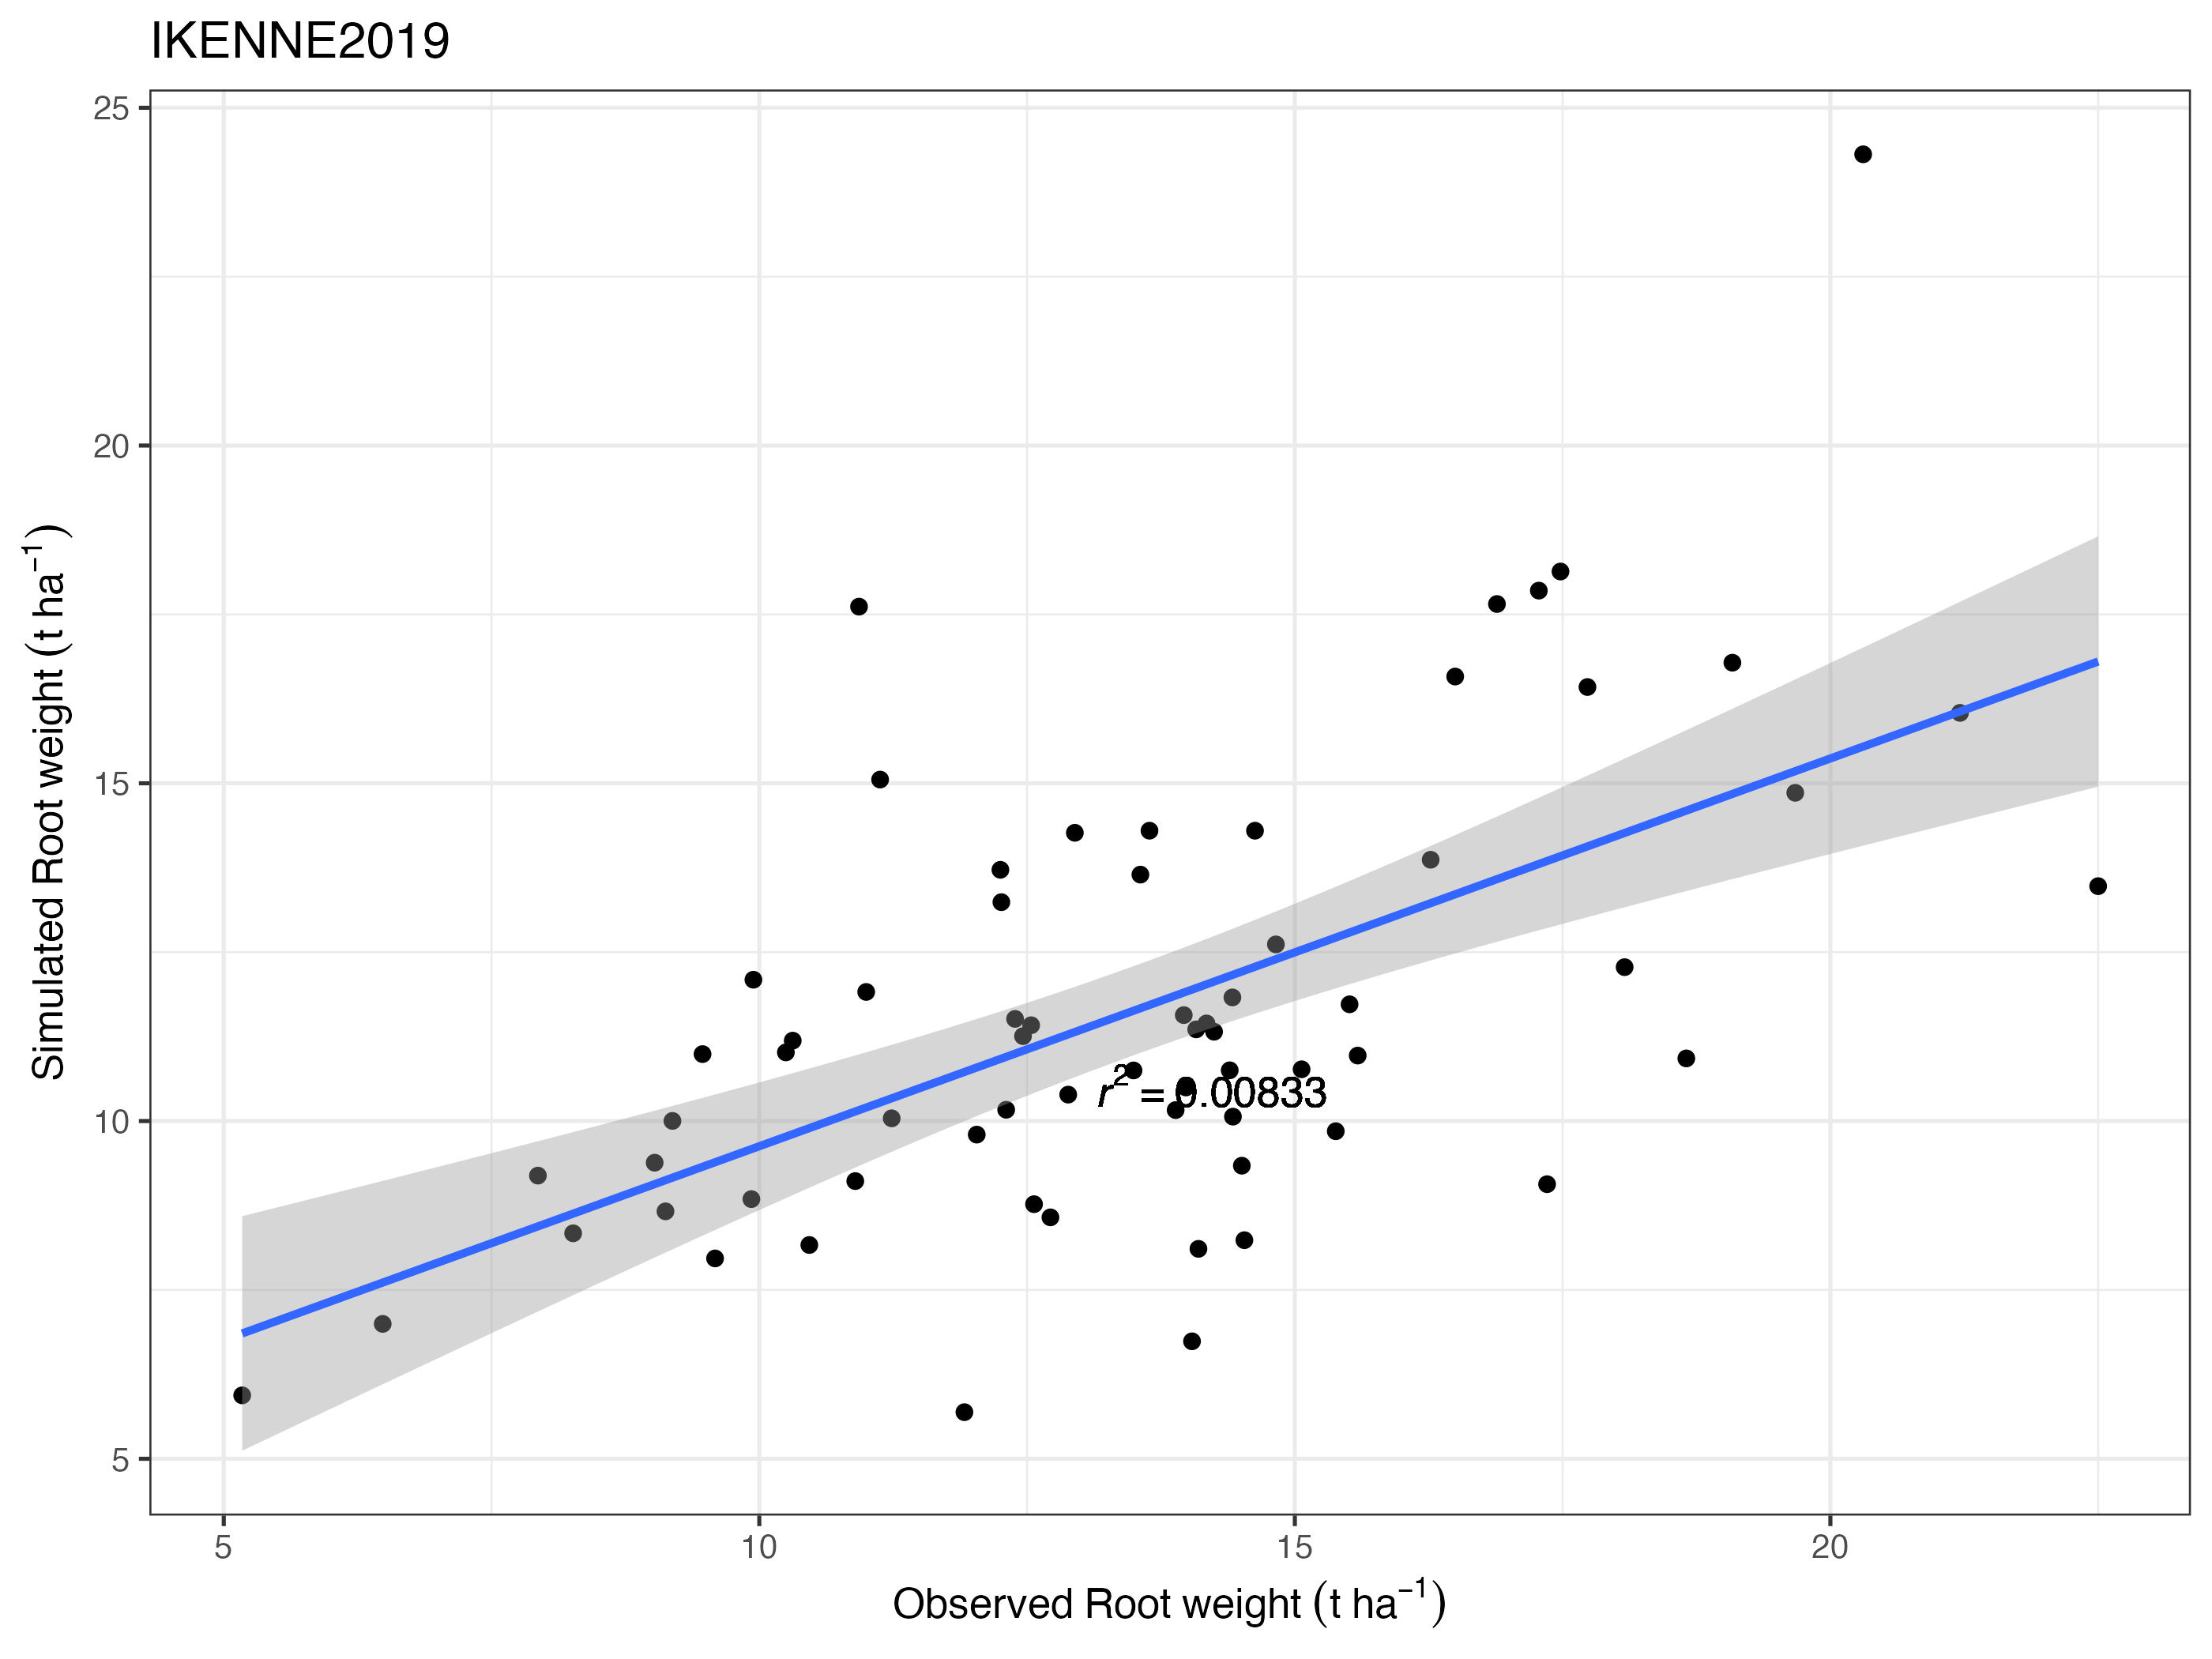 IKENNE2019
25
20
15
10
5
Simulated Root weight (t ha⁻¹)
r² = 0.00833
5 10 15 20
Observed Root weight (t ha⁻¹)